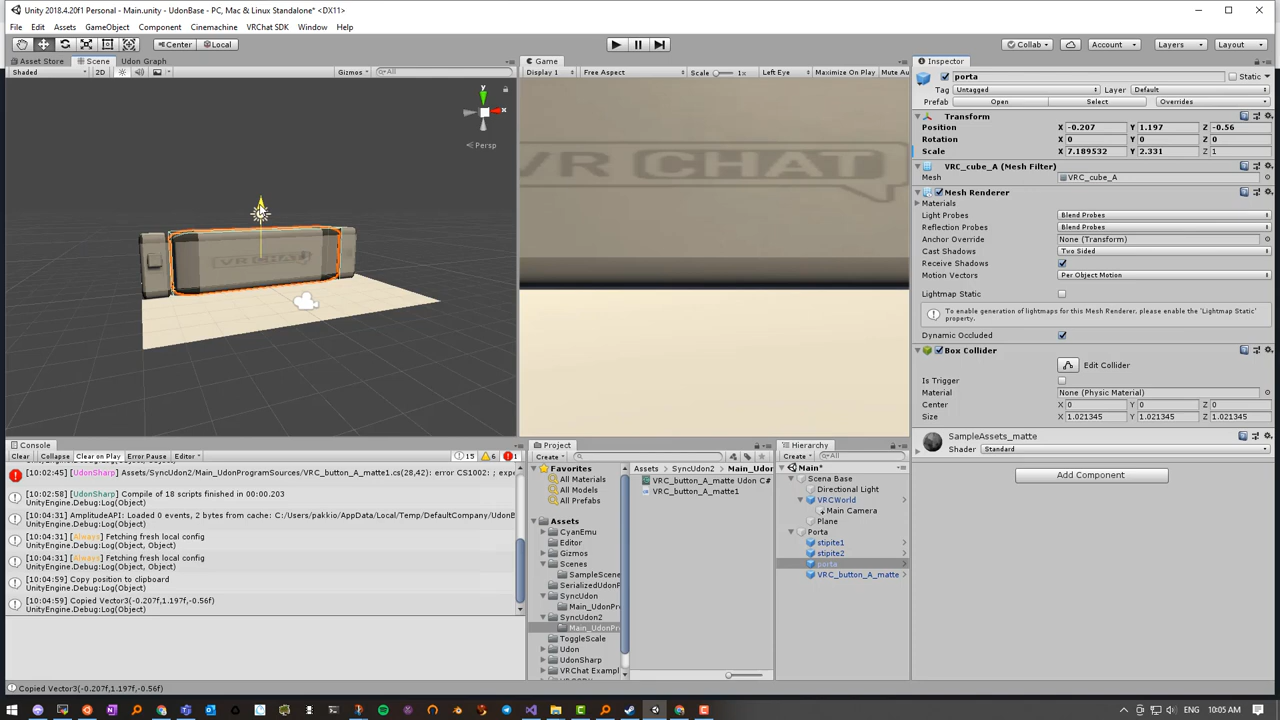 Unity 2018.4.20f1 Personal - Main.unity - UdonBase - PC, Mac & Linux Standalone* <DX11>
File Edit Assets GameObject Component Cinemachine VRChat SDK Window Help
Center Local Collab Account Layers Layout
Asset Store Scene Udon Graph
Shaded 2D Gizmos All
y
x
Persp
Game
Display 1 Free Aspect Scale 1x Left Eye Maximize On Play Mute Au
VR CHAT
Inspector
porta Static
Tag Untagged Layer Default
Prefab Open Select Overrides
Transform
Position X -0.207 Y 1.197 Z -0.56
Rotation X 0 Y 0 Z 0
Scale X 7.189532 Y 2.331 Z 1
VRC_cube_A (Mesh Filter)
Mesh VRC_cube_A
Mesh Renderer
Materials
Light Probes Blend Probes
Reflection Probes Blend Probes
Anchor Override None (Transform)
Cast Shadows Two Sided
Receive Shadows
Motion Vectors Per Object Motion
Lightmap Static
To enable generation of lightmaps for this Mesh Renderer, please enable the 'Lightmap Static'
property.
Dynamic Occluded
Box Collider
Edit Collider
Is Trigger
Material None (Physic Material)
Center X 0 Y 0 Z 0
Size X 1.021345 Y 1.021345 Z 1.021345
SampleAssets_matte
Shader Standard
Add Component
Console
Clear Collapse Clear on Play Error Pause Editor 15 6 1
[10:02:45] [UdonSharp] Assets/SyncUdon2/Main_UdonProgramSources/VRC_button_A_matte1.cs(28,42): error CS1002: ; expe
[10:02:58] [UdonSharp] Compile of 18 scripts finished in 00:00.203
UnityEngine.Debug:Log(Object)
[10:04:31] AmplitudeAPI: Loaded 0 events, 2 bytes from cache: C:/Users/pakkio/AppData/Local/Temp/DefaultCompany/UdonB
UnityEngine.Debug:Log(Object)
[10:04:31] [Always] Fetching fresh local config
UnityEngine.Debug:Log(Object, Object)
[10:04:31] [Always] Fetching fresh local config
UnityEngine.Debug:Log(Object, Object)
[10:04:59] Copy position to clipboard
UnityEngine.Debug:Log(Object)
[10:04:59] Copied Vector3(-0.207f,1.197f,-0.56f)
UnityEngine.Debug:Log(Object)
Project
Create
Favorites
All Materials
All Models
All Prefabs
Assets
CyanEmu
Editor
Gizmos
Scenes
SampleScene
SerializedUdonP
SyncUdon
Main_UdonPr
SyncUdon2
Main_UdonPr
ToggleScale
Udon
UdonSharp
VRChat Exampl
Assets SyncUdon2 Main_Udor
VRC_button_A_matte Udon C#
VRC_button_A_matte1
Hierarchy
Create All
Main*
Scena Base
Directional Light
VRCWorld
Main Camera
Plane
Porta
stipite1
stipite2
porta
VRC_button_A_matte
Copied Vector3(-0.207f,1.197f,-0.56f)
ENG 10:05 AM